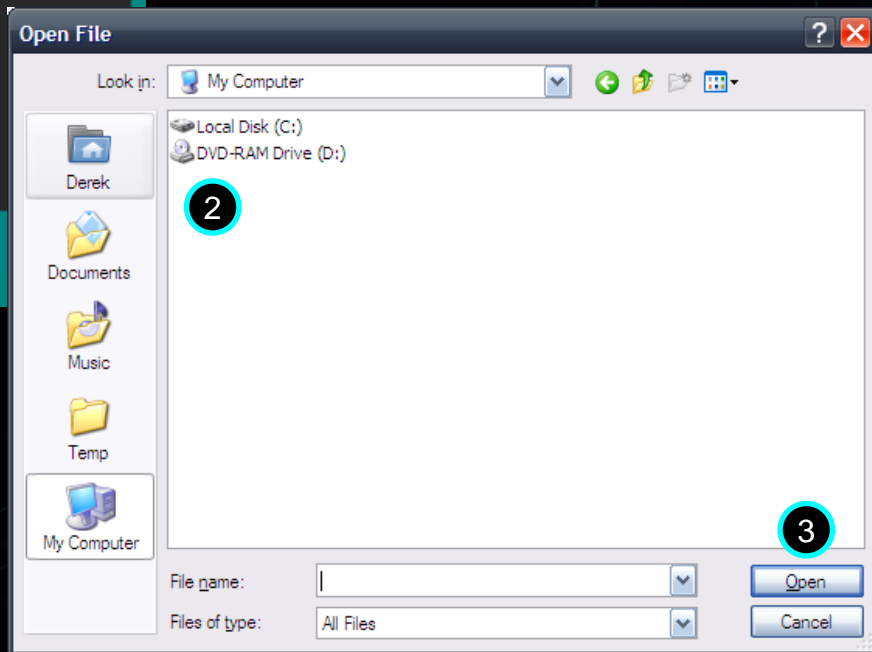 Open File
Look in:
My Computer
Local Disk (C:)
DVD-RAM Drive (D:)
2
Derek
Documents
Music
Temp
My Computer
3
File name:
Open
Files of type:
All Files
Cancel